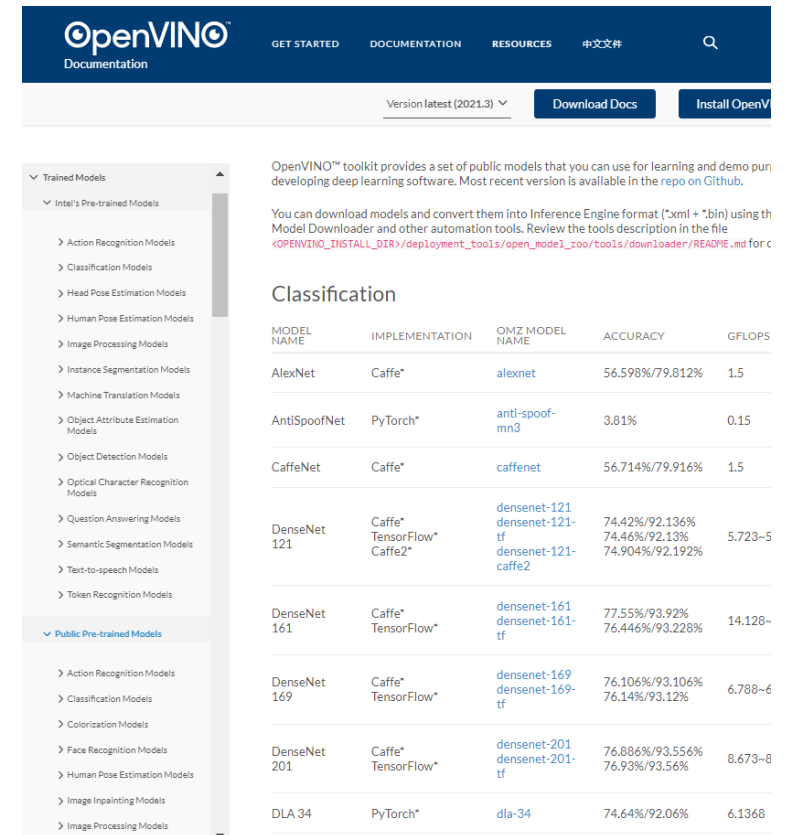 OpenVINO™
Documentation
GET STARTED
DOCUMENTATION
RESOURCES
中文文件
Version latest (2021.3)
Download Docs
Install OpenVI
Trained Models
Intel's Pre-trained Models
Action Recognition Models
Classification Models
Head Pose Estimation Models
Human Pose Estimation Models
Image Processing Models
Instance Segmentation Models
Machine Translation Models
Object Attribute Estimation
Models
Object Detection Models
Optical Character Recognition
Models
Question Answering Models
Semantic Segmentation Models
Text-to-speech Models
Token Recognition Models
Public Pre-trained Models
Action Recognition Models
Classification Models
Colorization Models
Face Recognition Models
Human Pose Estimation Models
Image Inpainting Models
Image Processing Models
OpenVINO™ toolkit provides a set of public models that you can use for learning and demo pur
developing deep learning software. Most recent version is available in the repo on Github.
You can download models and convert them into Inference Engine format (*.xml + *.bin) using th
Model Downloader and other automation tools. Review the tools description in the file
<OPENVINO_INSTALL_DIR>/deployment_tools/open_model_zoo/tools/downloader/README.md for
Classification
MODEL
NAME
IMPLEMENTATION
OMZ MODEL
NAME
ACCURACY
GFLOPS
AlexNet
Caffe*
alexnet
56.598%/79.812%
1.5
AntiSpoofNet
PyTorch*
anti-spoof-
mn3
3.81%
0.15
CaffeNet
Caffe*
caffenet
56.714%/79.916%
1.5
DenseNet
121
Caffe*
TensorFlow*
Caffe2*
densenet-121
densenet-121-
tf
densenet-121-
caffe2
74.42%/92.136%
74.46%/92.13%
74.904%/92.192%
5.723~5
DenseNet
161
Caffe*
TensorFlow*
densenet-161
densenet-161-
tf
77.55%/93.92%
76.446%/93.228%
14.128~
DenseNet
169
Caffe*
TensorFlow*
densenet-169
densenet-169-
tf
76.106%/93.106%
76.14%/93.12%
6.788~6
DenseNet
201
Caffe*
TensorFlow*
densenet-201
densenet-201-
tf
76.886%/93.556%
76.93%/93.56%
8.673~8
DLA 34
PyTorch*
dla-34
74.64%/92.06%
6.1368